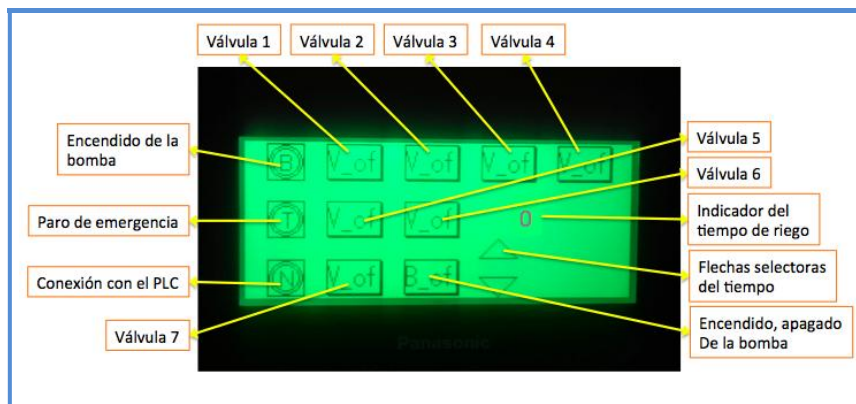 Válvula 1
Válvula 2
Válvula 3
Válvula 4
Encendido de la
bomba
Válvula 5
Válvula 6
Paro de emergencia
Indicador del
tiempo de riego
Conexión con el PLC
Flechas selectoras
del tiempo
Válvula 7
Encendido, apagado
De la bomba
B V_of V_of V_of V_of
T V_of V_of 0
N V_of B_of
Panasonic